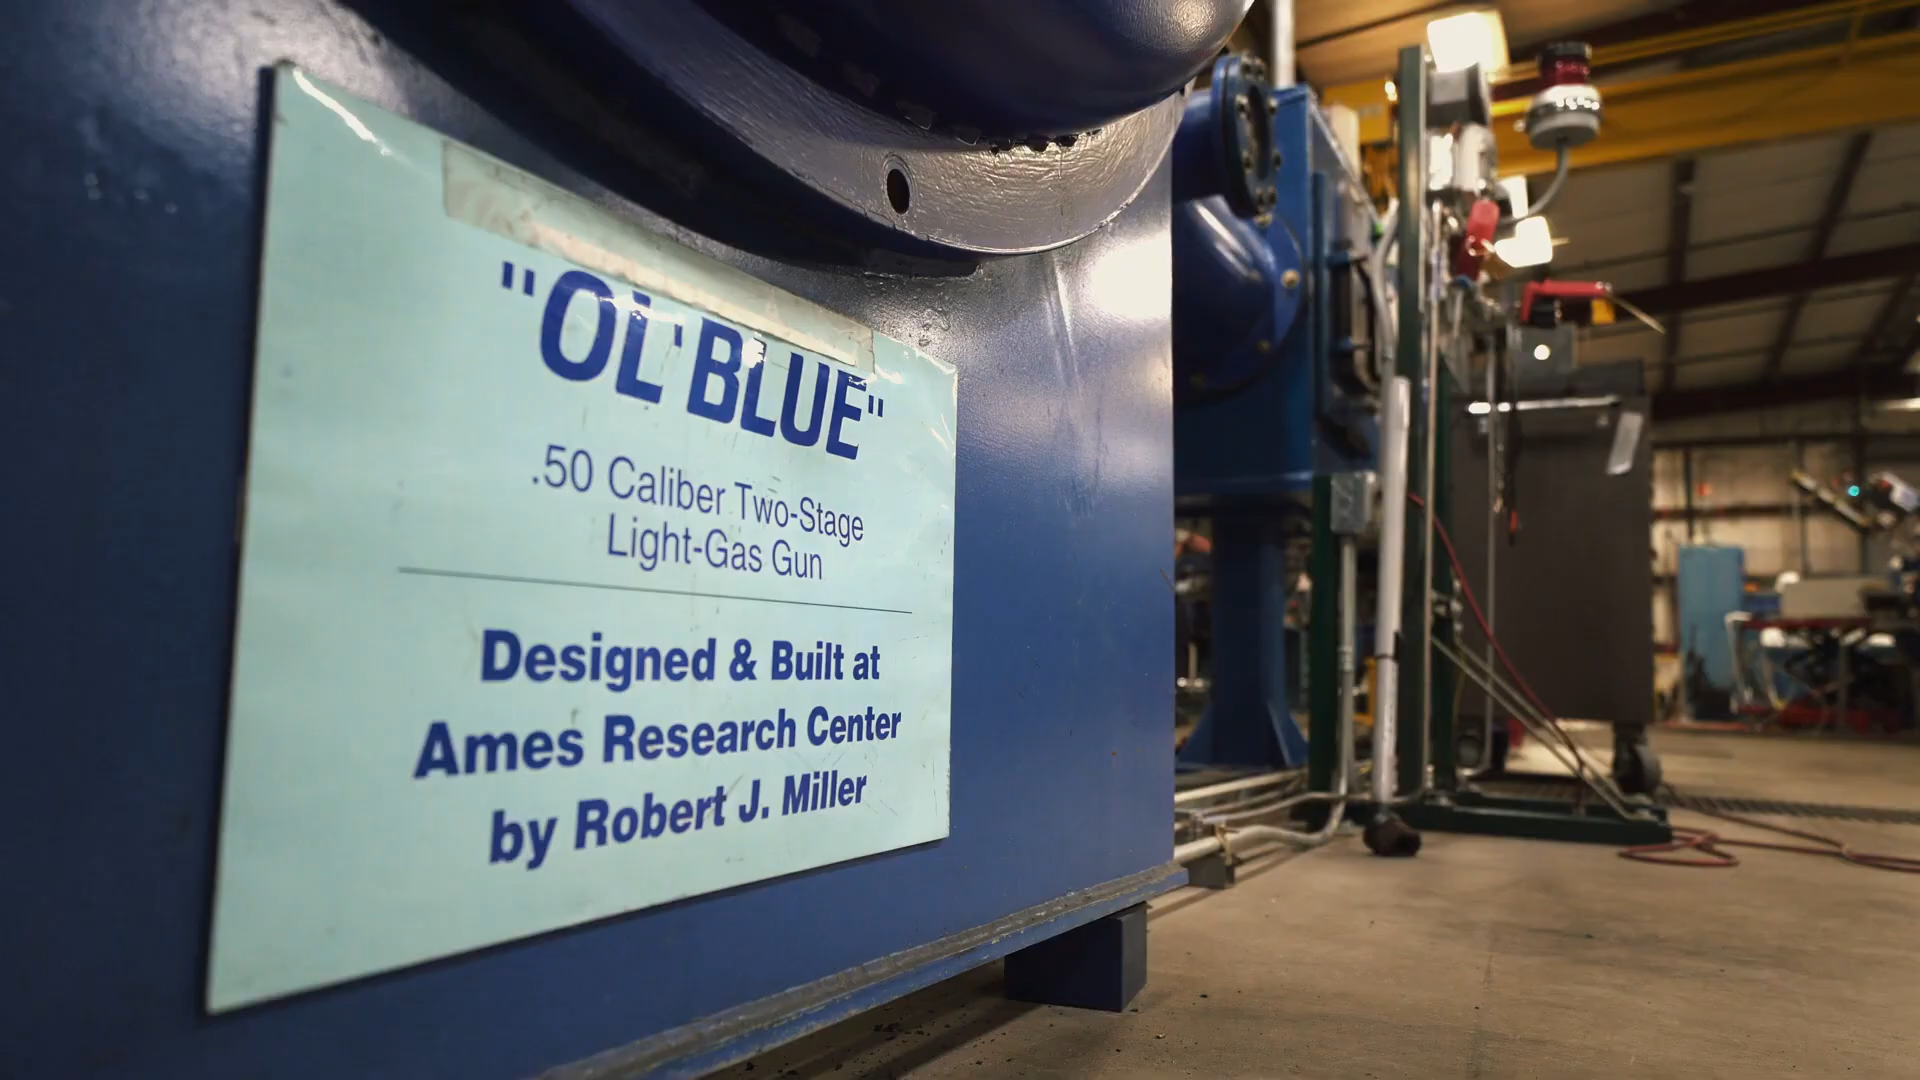 "OL' BLUE"
.50 Caliber Two-Stage
Light-Gas Gun
Designed & Built at
Ames Research Center
by Robert J. Miller